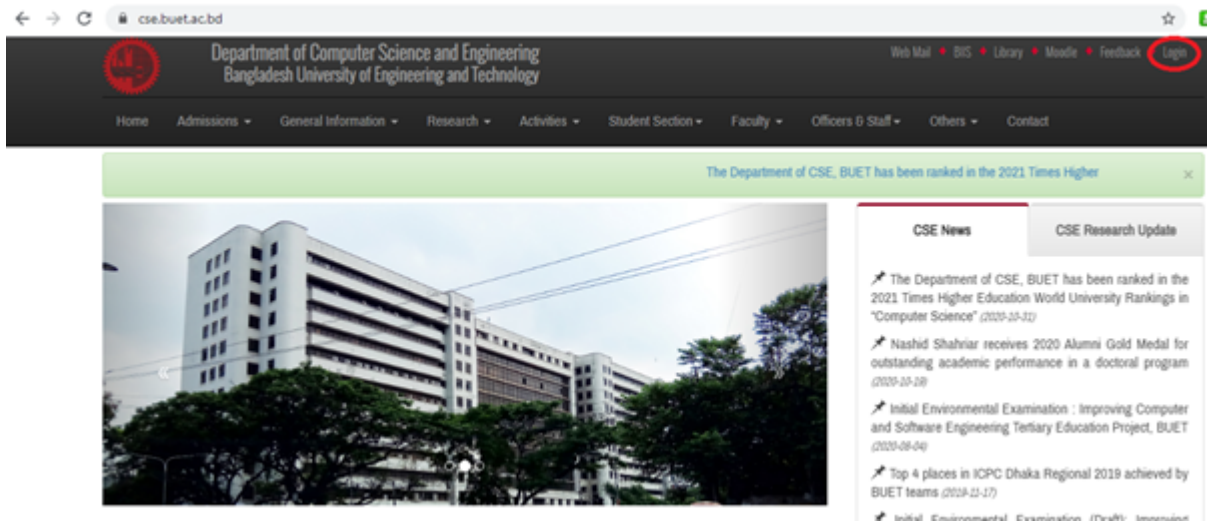 cse.buet.ac.bd
Department of Computer Science and Engineering
Bangladesh University of Engineering and Technology
Web Mail BIIS Library Moodle Feedback Login
Home Admissions General Information Research Activities Student Section Faculty Officers & Staff Others Contact
The Department of CSE, BUET has been ranked in the 2021 Times Higher
CSE News CSE Research Update
The Department of CSE, BUET has been ranked in the
2021 Times Higher Education World University Rankings in
"Computer Science" (2020-10-31)
Nashid Shahriar receives 2020 Alumni Gold Medal for
outstanding academic performance in a doctoral program
(2020-10-19)
Initial Environmental Examination : Improving Computer
and Software Engineering Tertiary Education Project, BUET
(2020-08-04)
Top 4 places in ICPC Dhaka Regional 2019 achieved by
BUET teams (2019-11-17)
Initial Environmental Examination (Draft): Improving